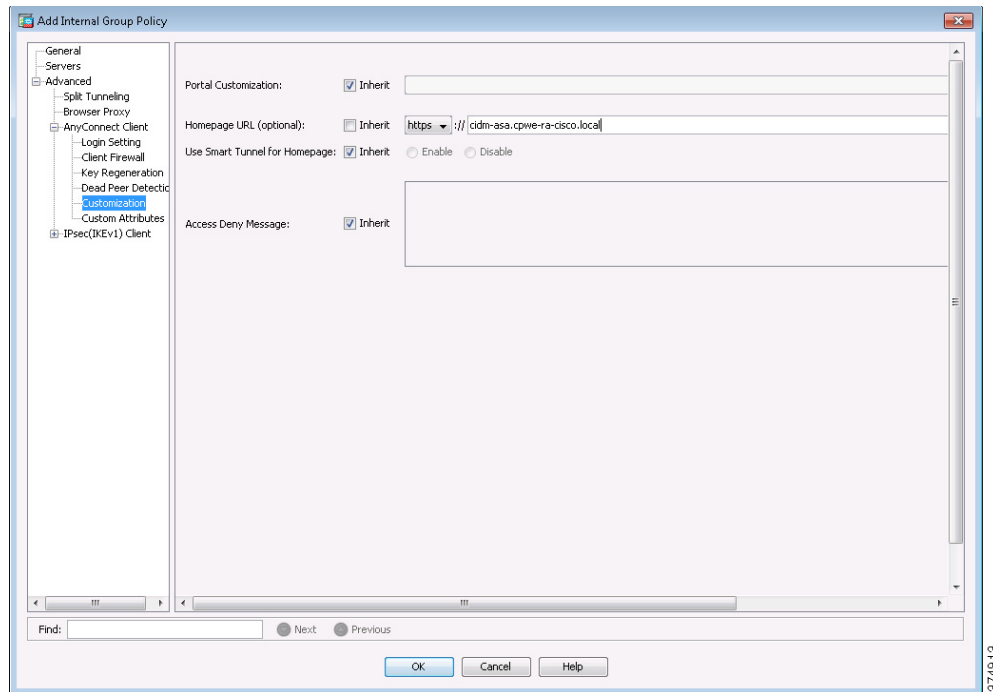 Add Internal Group Policy
General
Servers
Advanced
Split Tunneling
Browser Proxy
AnyConnect Client
Login Setting
Client Firewall
Key Regeneration
Dead Peer Detectic
Customization
Custom Attributes
IPsec(IKEv1) Client
Portal Customization: Inherit
Homepage URL (optional): Inherit https :// cidm-asa.cpwe-ra-cisco.local
Use Smart Tunnel for Homepage: Inherit Enable Disable
Access Deny Message: Inherit
Find: Next Previous
OK Cancel Help
374913